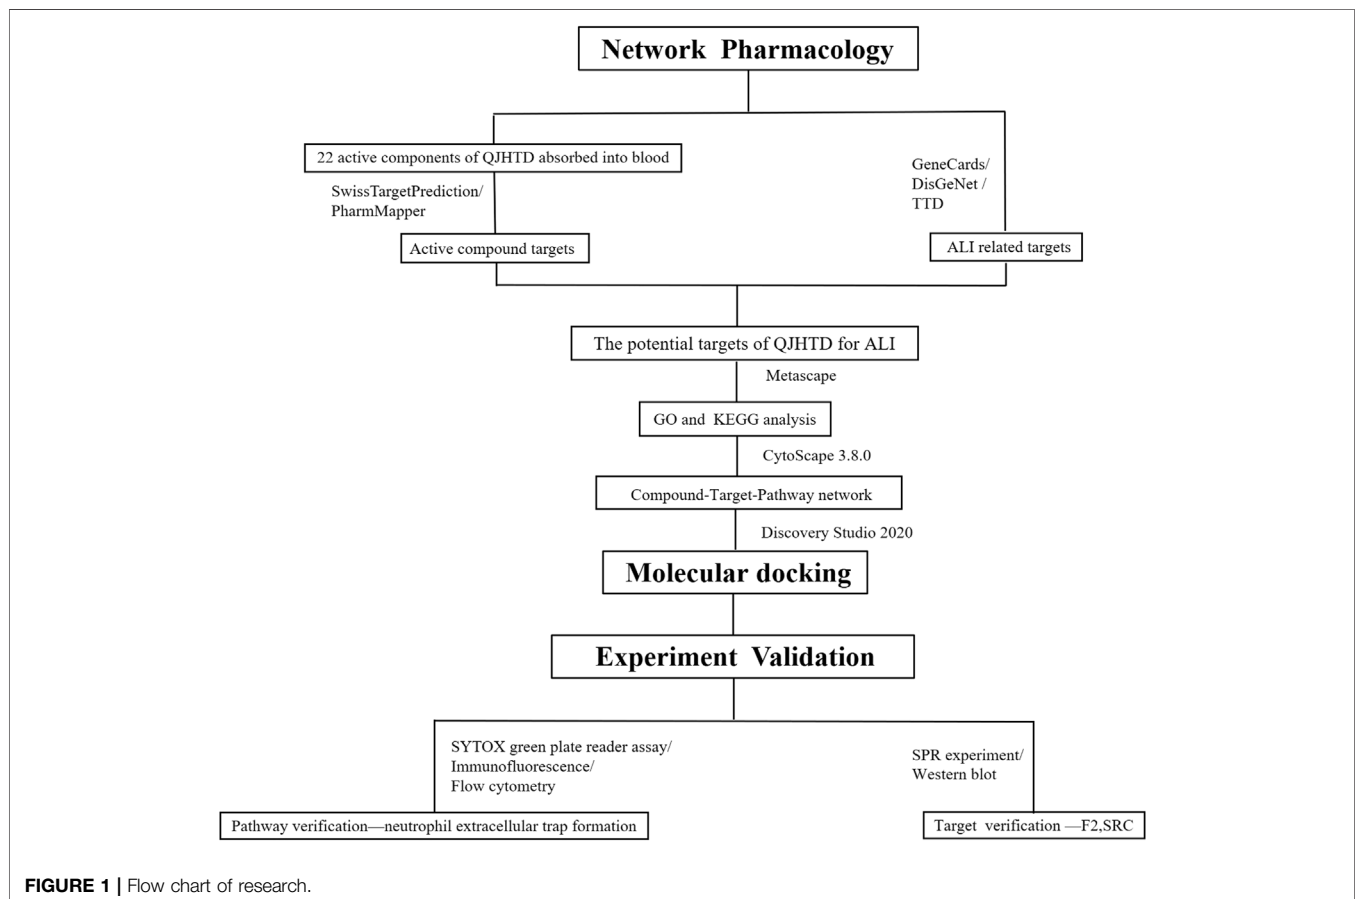 Network Pharmacology
22 active components of QJHTD absorbed into blood
SwissTargetPrediction/
PharmMapper
GeneCards/
DisGeNet /
TTD
Active compound targets
ALI related targets
The potential targets of QJHTD for ALI
Metascape
GO and KEGG analysis
CytoScape 3.8.0
Compound-Target-Pathway network
Discovery Studio 2020
Molecular docking
Experiment Validation
SYTOX green plate reader assay/
Immunofluorescence/
Flow cytometry
SPR experiment/
Western blot
Pathway verification—neutrophil extracellular trap formation
Target verification —F2,SRC
FIGURE 1 | Flow chart of research.